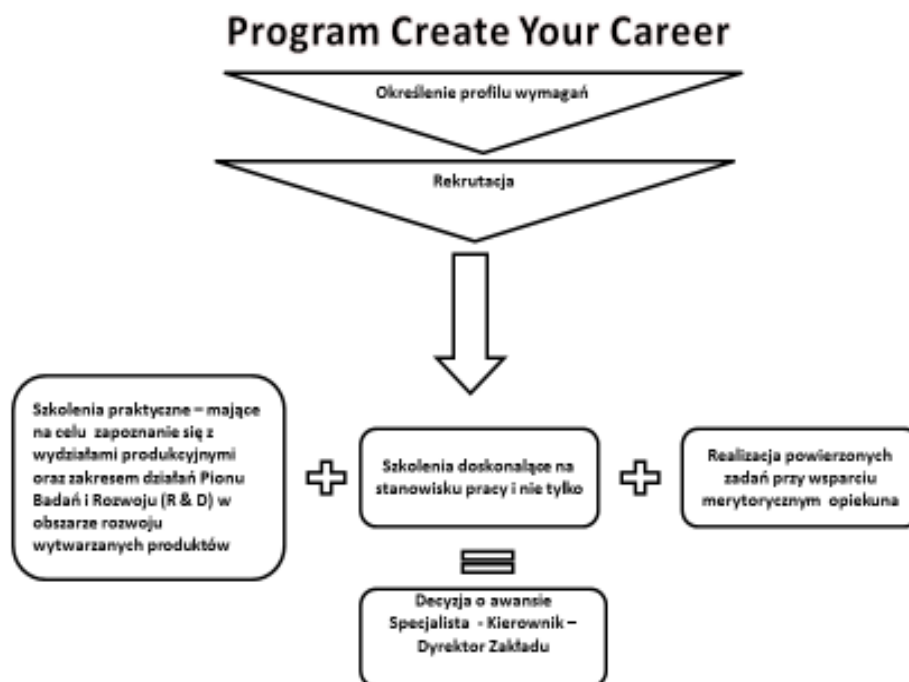 Program Create Your Career
Określenie profilu wymagań
Rekrutacja
Szkolenia praktyczne – mające
na celu zapoznanie się z
wydziałami produkcyjnymi
oraz zakresem działań Pionu
Badań i Rozwoju (R & D) w
obszarze rozwoju
wytwarzanych produktów
Szkolenia doskonalące na
stanowisku pracy i nie tylko
Realizacja powierzonych
zadań przy wsparciu
merytorycznym opiekuna
Decyzja o awansie
Specjalista - Kierownik –
Dyrektor Zakładu